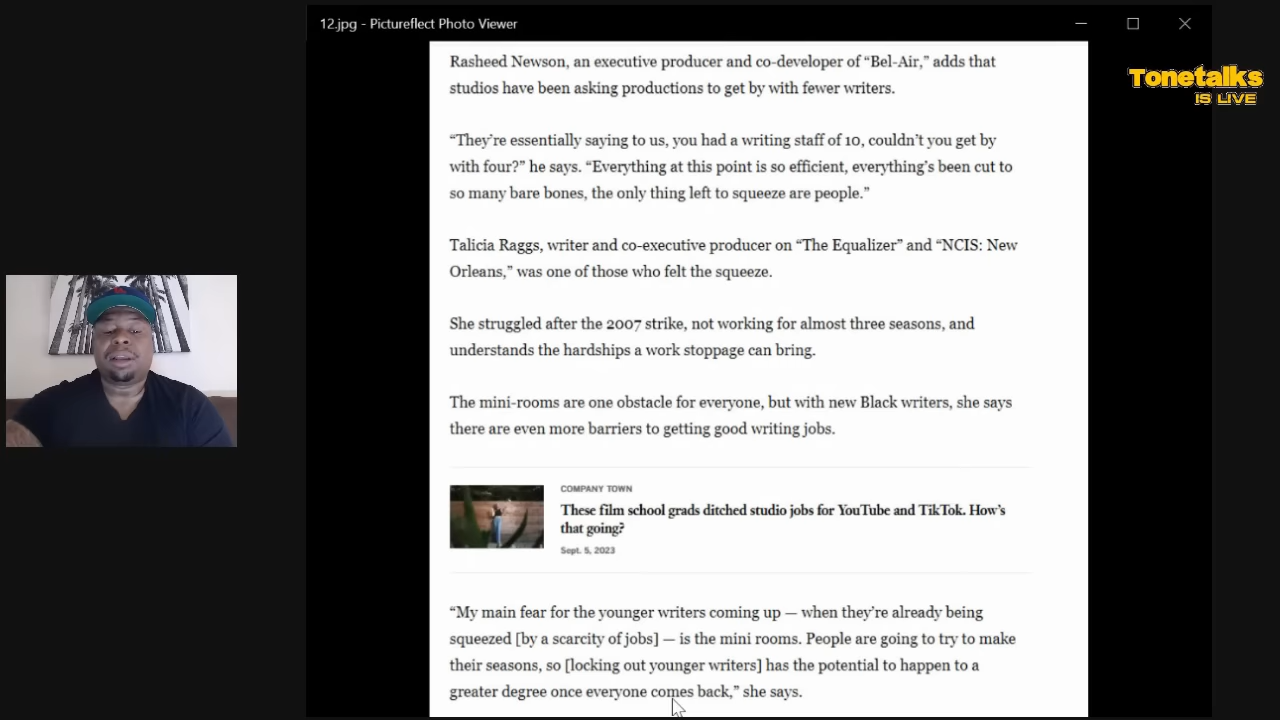 12.jpg - Pictureflect Photo Viewer
Tonetalks
IS LIVE
Rasheed Newson, an executive producer and co-developer of “Bel-Air,” adds that
studios have been asking productions to get by with fewer writers.
“They’re essentially saying to us, you had a writing staff of 10, couldn’t you get by
with four?” he says. “Everything at this point is so efficient, everything’s been cut to
so many bare bones, the only thing left to squeeze are people.”
Talicia Raggs, writer and co-executive producer on “The Equalizer” and “NCIS: New
Orleans,” was one of those who felt the squeeze.
She struggled after the 2007 strike, not working for almost three seasons, and
understands the hardships a work stoppage can bring.
The mini-rooms are one obstacle for everyone, but with new Black writers, she says
there are even more barriers to getting good writing jobs.
COMPANY TOWN
These film school grads ditched studio jobs for YouTube and TikTok. How’s
that going?
Sept. 5, 2023
“My main fear for the younger writers coming up — when they’re already being
squeezed [by a scarcity of jobs] — is the mini rooms. People are going to try to make
their seasons, so [locking out younger writers] has the potential to happen to a
greater degree once everyone comes back,” she says.